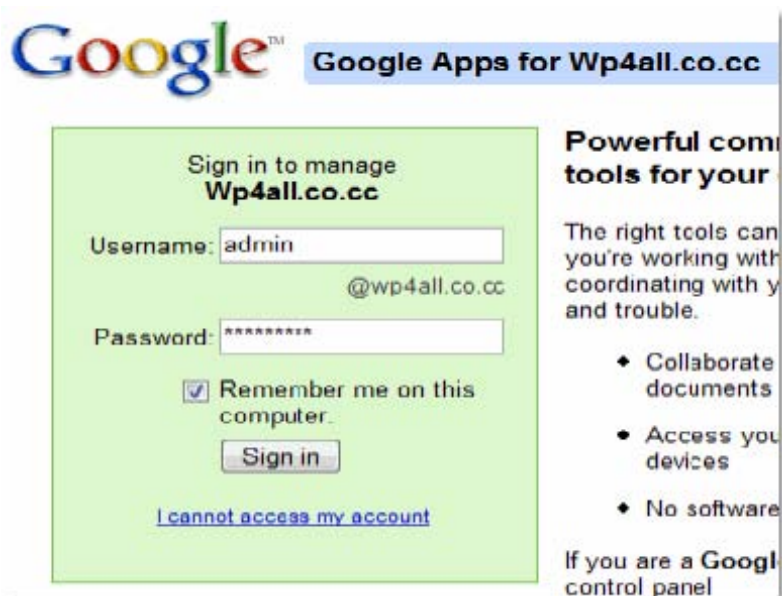 Google™
Google Apps for Wp4all.co.cc
Sign in to manage
Wp4all.co.cc
Username: admin
@wp4all.co.cc
Password: *********
Remember me on this
computer.
Sign in
I cannot access my account
Powerful com
tools for your
The right tools can
you're working with
coordinating with y
and trouble.
Collaborate
documents
Access you
devices
No software
If you are a Googl
control panel